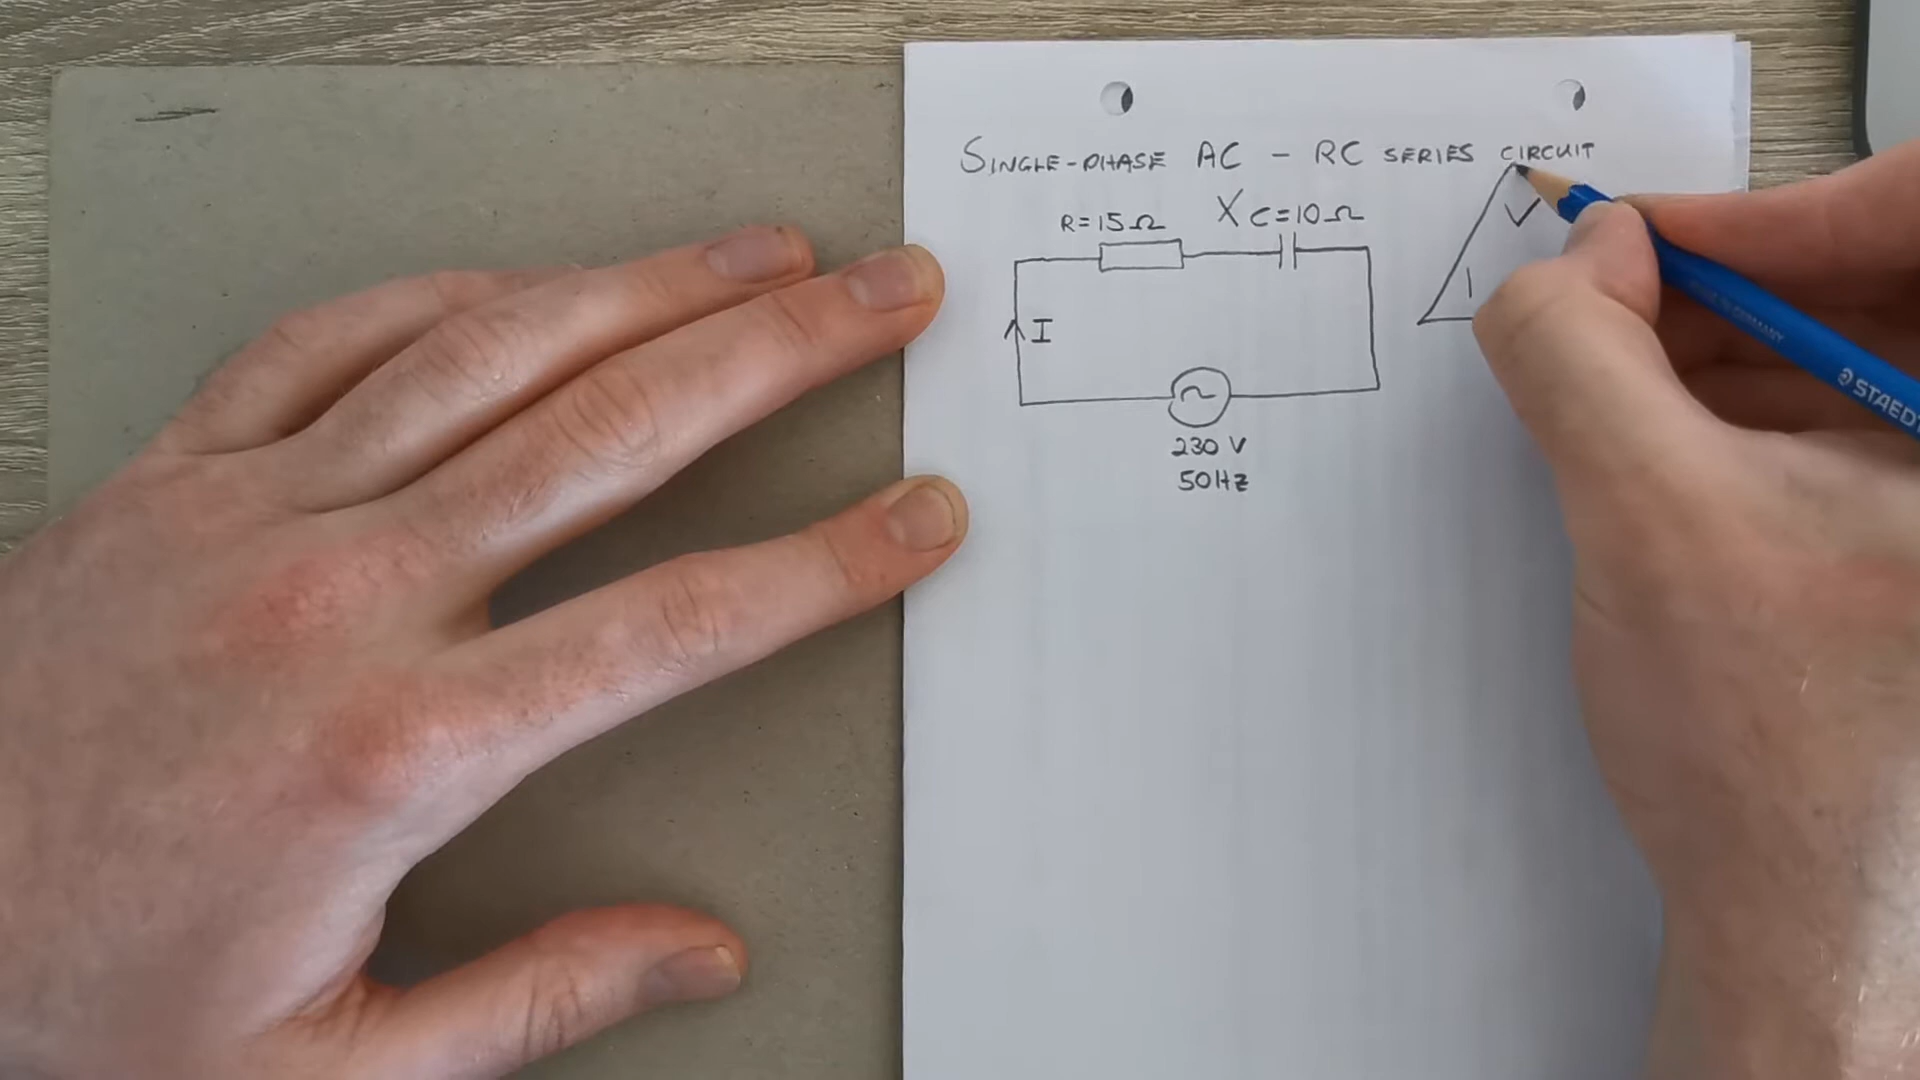 SINGLE-PHASE AC - RC SERIES CIRCUIT
R=15Ω XC=10Ω
V
I
I
230 V
50Hz
STAEDT